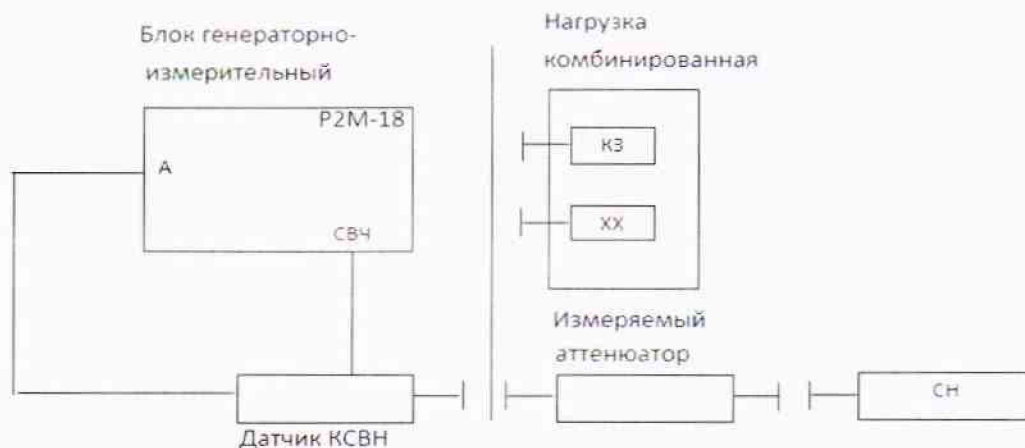 Блок генераторно-
измерительный
Р2М-18
А
СВЧ
Датчик КСВН
Нагрузка
комбинированная
КЗ
ХХ
Измеряемый
аттенюатор
СН